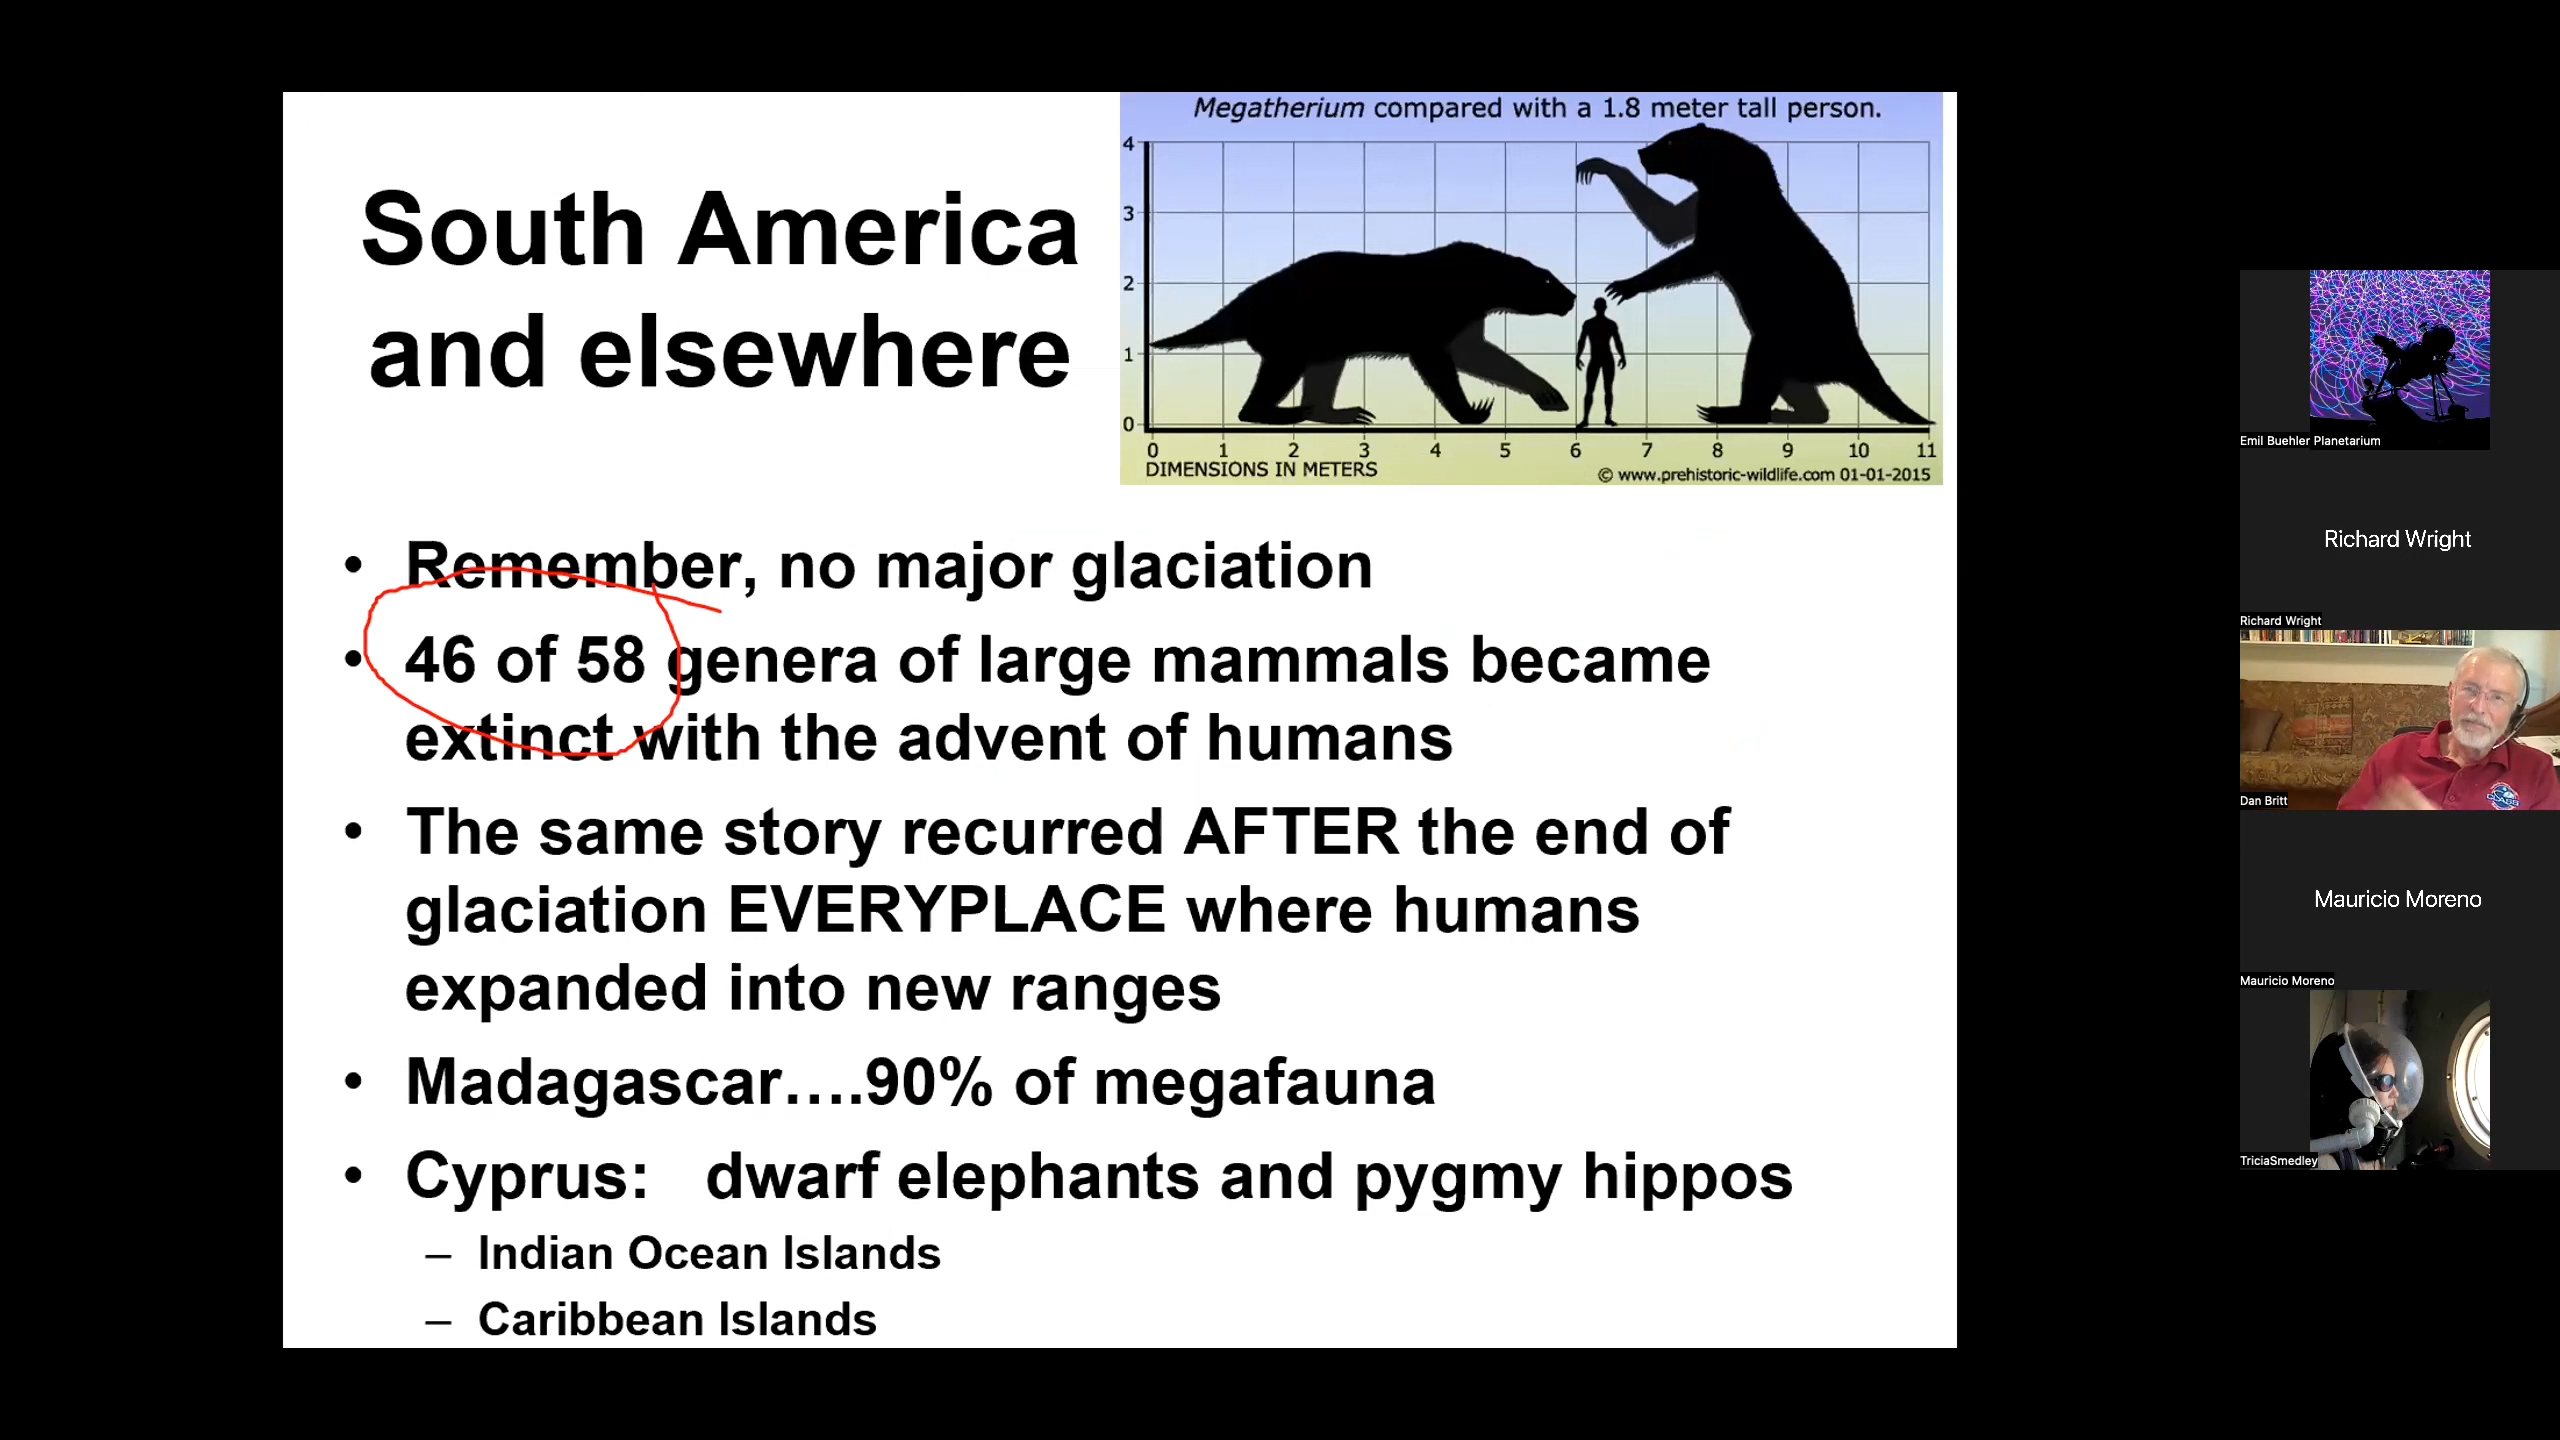 Megatherium compared with a 1.8 meter tall person.
4
3
2
1
0
0 1 2 3 4 5 6 7 8 9 10 11
DIMENSIONS IN METERS
© www.prehistoric-wildlife.com 01-01-2015
South America
and elsewhere
• Remember, no major glaciation
• 46 of 58 genera of large mammals became
extinct with the advent of humans
• The same story recurred AFTER the end of
glaciation EVERYPLACE where humans
expanded into new ranges
• Madagascar….90% of megafauna
• Cyprus: dwarf elephants and pygmy hippos
– Indian Ocean Islands
– Caribbean Islands
Emil Buehler Planetarium
Richard Wright
Richard Wright
Dan Britt
Mauricio Moreno
Mauricio Moreno
TriciaSmedley